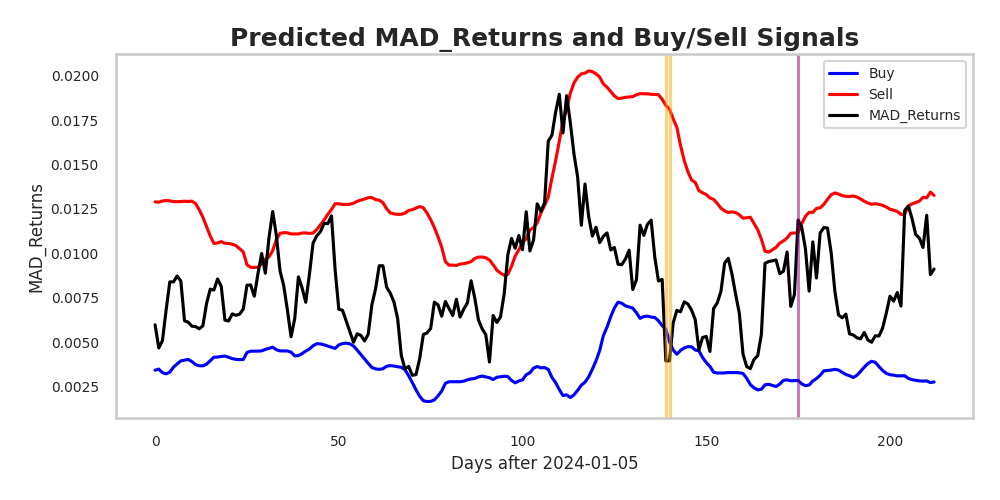 Predicted MAD_Returns and Buy/Sell Signals
Buy
Sell
MAD_Returns
MAD_Returns
0.0200
0.0175
0.0150
0.0125
0.0100
0.0075
0.0050
0.0025
0 50 100 150 200
Days after 2024-01-05